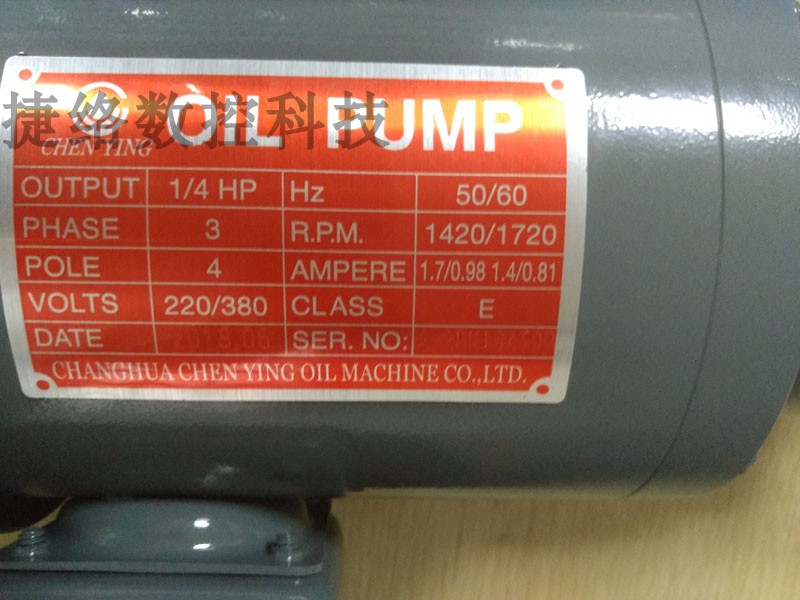 捷络数控科技
OIL PUMP
CHEN YING
OUTPUT 1/4 HP Hz 50/60
PHASE 3 R.P.M. 1420/1720
POLE 4 AMPERE 1.7/0.98 1.4/0.81
VOLTS 220/380 CLASS E
DATE 2018.06 SER. NO:
CHANGHUA CHEN YING OIL MACHINE CO.,LTD.